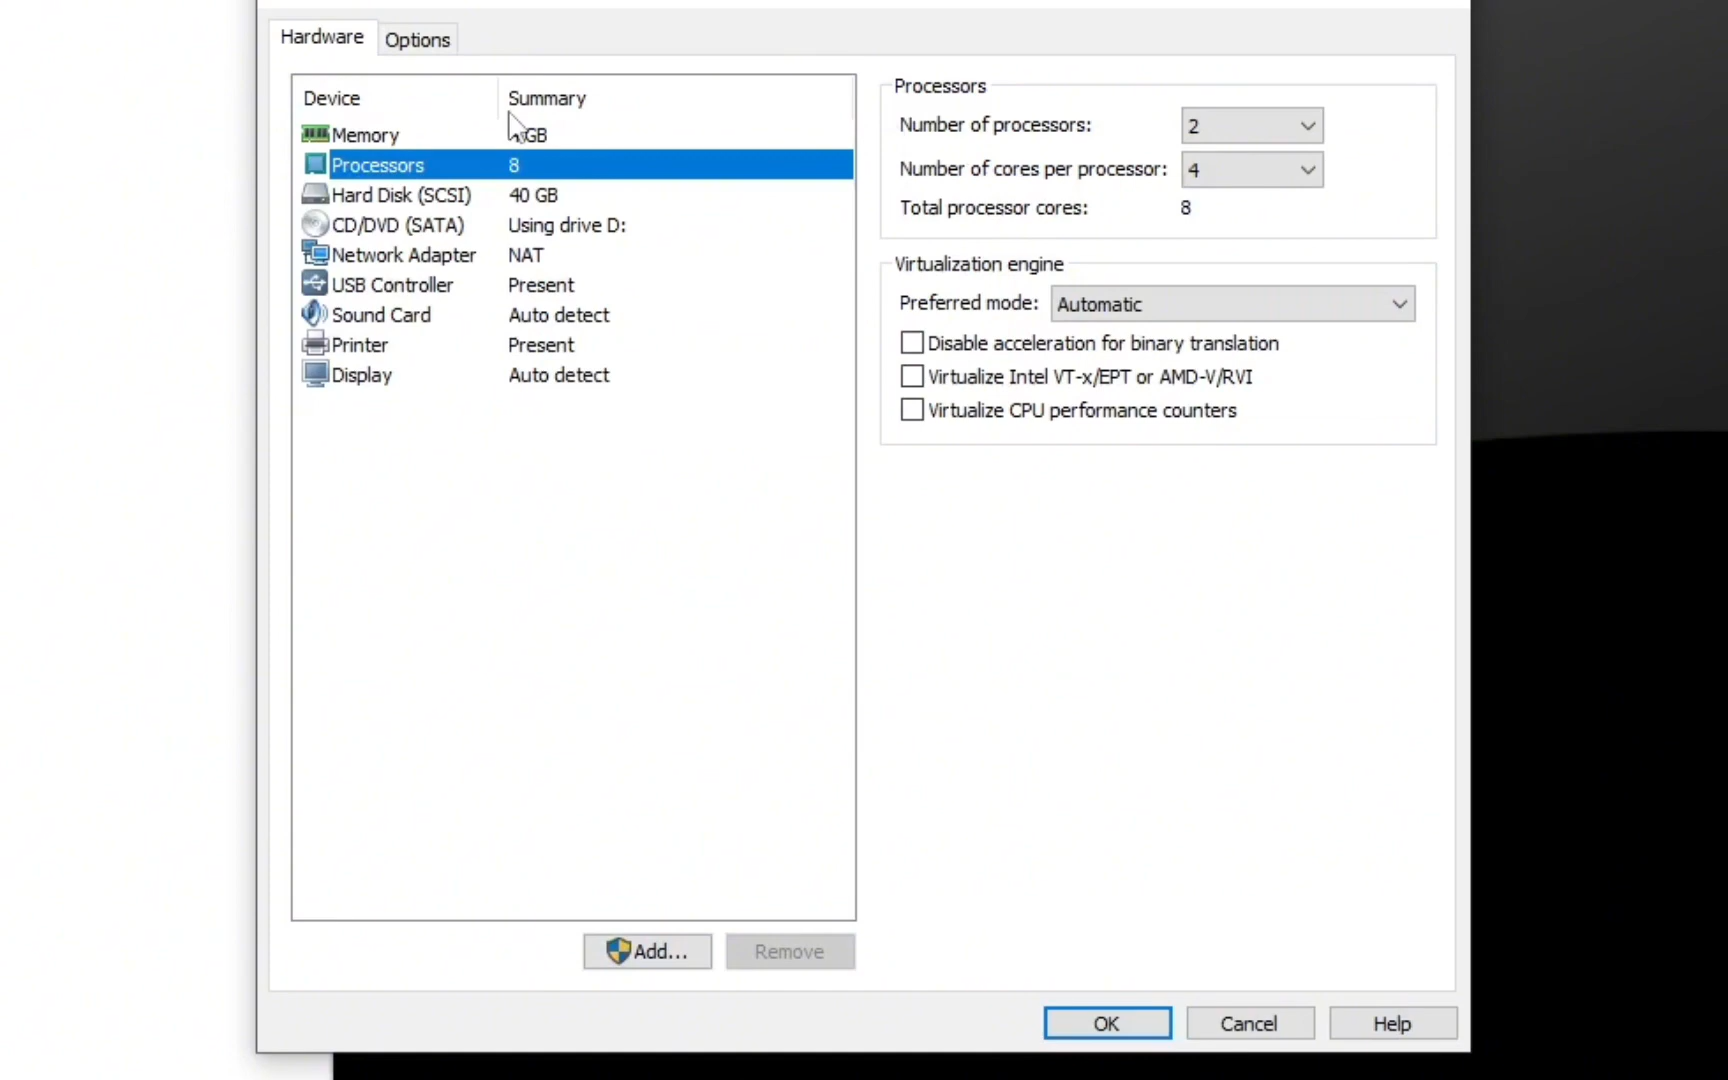 Hardware
Options
Device Summary
Memory GB
Processors 8
Hard Disk (SCSI) 40 GB
CD/DVD (SATA) Using drive D:
Network Adapter NAT
USB Controller Present
Sound Card Auto detect
Printer Present
Display Auto detect
Add...
Remove
Processors
Number of processors: 2
Number of cores per processor: 4
Total processor cores: 8
Virtualization engine
Preferred mode: Automatic
Disable acceleration for binary translation
Virtualize Intel VT-x/EPT or AMD-V/RVI
Virtualize CPU performance counters
OK
Cancel
Help